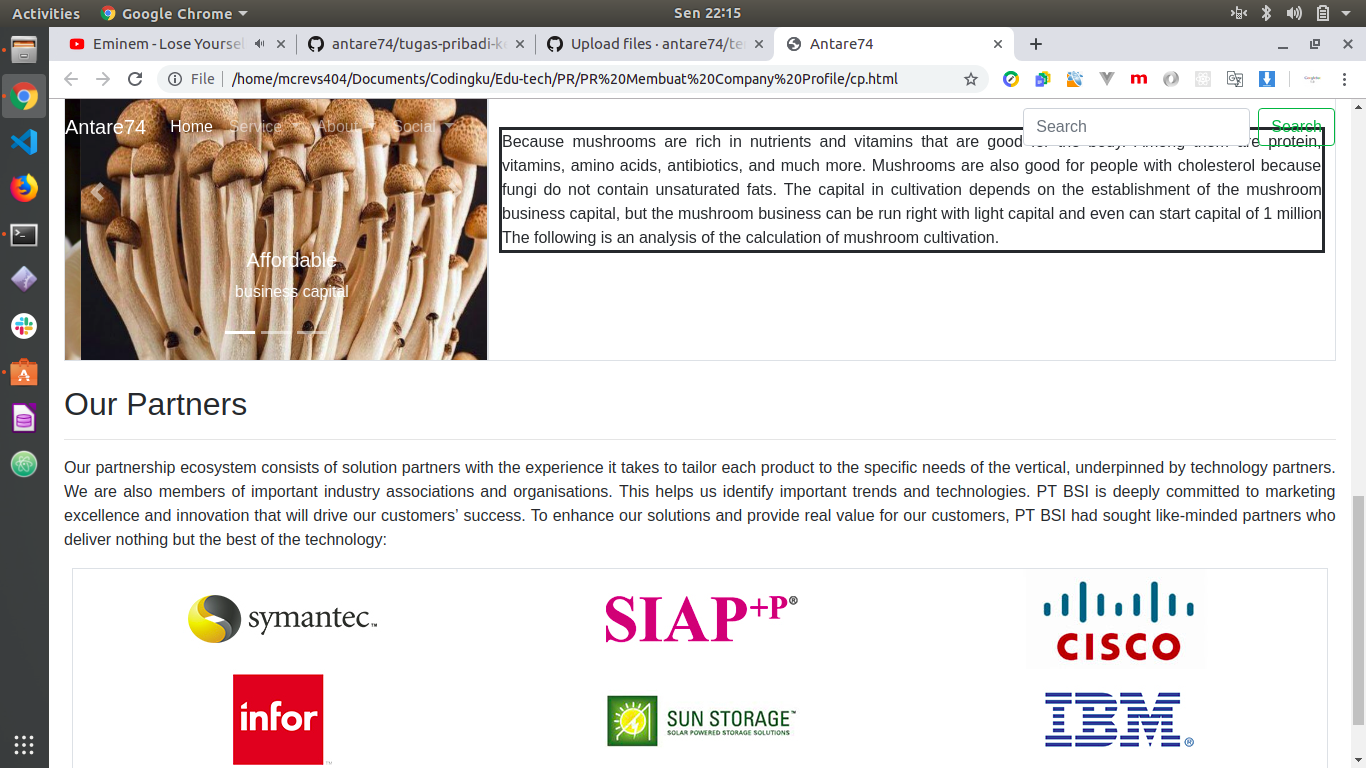 Activities
Google Chrome
Sen 22:15
Eminem - Lose Yoursel
antare74/tugas-pribadi-ke
Upload files · antare74/te
Antare74
File
/home/mcrevs404/Documents/Codingku/Edu-tech/PR/PR%20Membuat%20Company%20Profile/cp.html
Antare74 Home Service About Social
Search
Search
Because mushrooms are rich in nutrients and vitamins that are good for the body. Among them are protein,
vitamins, amino acids, antibiotics, and much more. Mushrooms are also good for people with cholesterol because
fungi do not contain unsaturated fats. The capital in cultivation depends on the establishment of the mushroom
business capital, but the mushroom business can be run right with light capital and even can start capital of 1 million
The following is an analysis of the calculation of mushroom cultivation.
Affordable
business capital
Our Partners
Our partnership ecosystem consists of solution partners with the experience it takes to tailor each product to the specific needs of the vertical, underpinned by technology partners.
We are also members of important industry associations and organisations. This helps us identify important trends and technologies. PT BSI is deeply committed to marketing
excellence and innovation that will drive our customers’ success. To enhance our solutions and provide real value for our customers, PT BSI had sought like-minded partners who
deliver nothing but the best of the technology:
symantec.™
SIAP+P®
CISCO
infor™
SUN STORAGE™
SOLAR POWERED STORAGE SOLUTIONS
IBM®